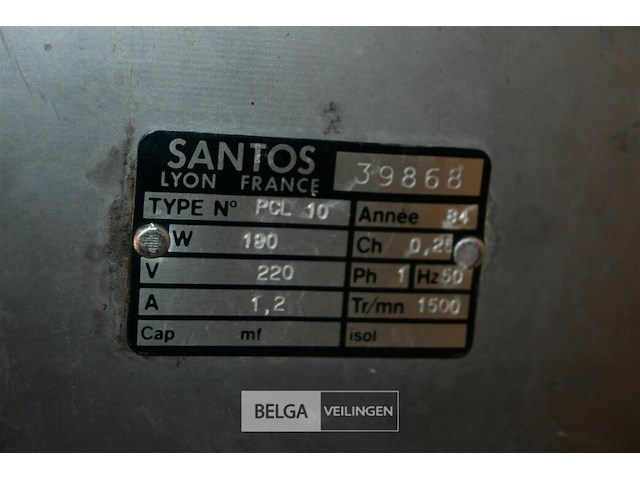 SANTOS
LYON FRANCE
39868
TYPE Nº PCL 10
Année 84
W 190
Ch 0,25
V 220
Ph 1 Hz 50
A 1,2
Tr/mn 1500
Cap mf
isol
BELGA VEILINGEN